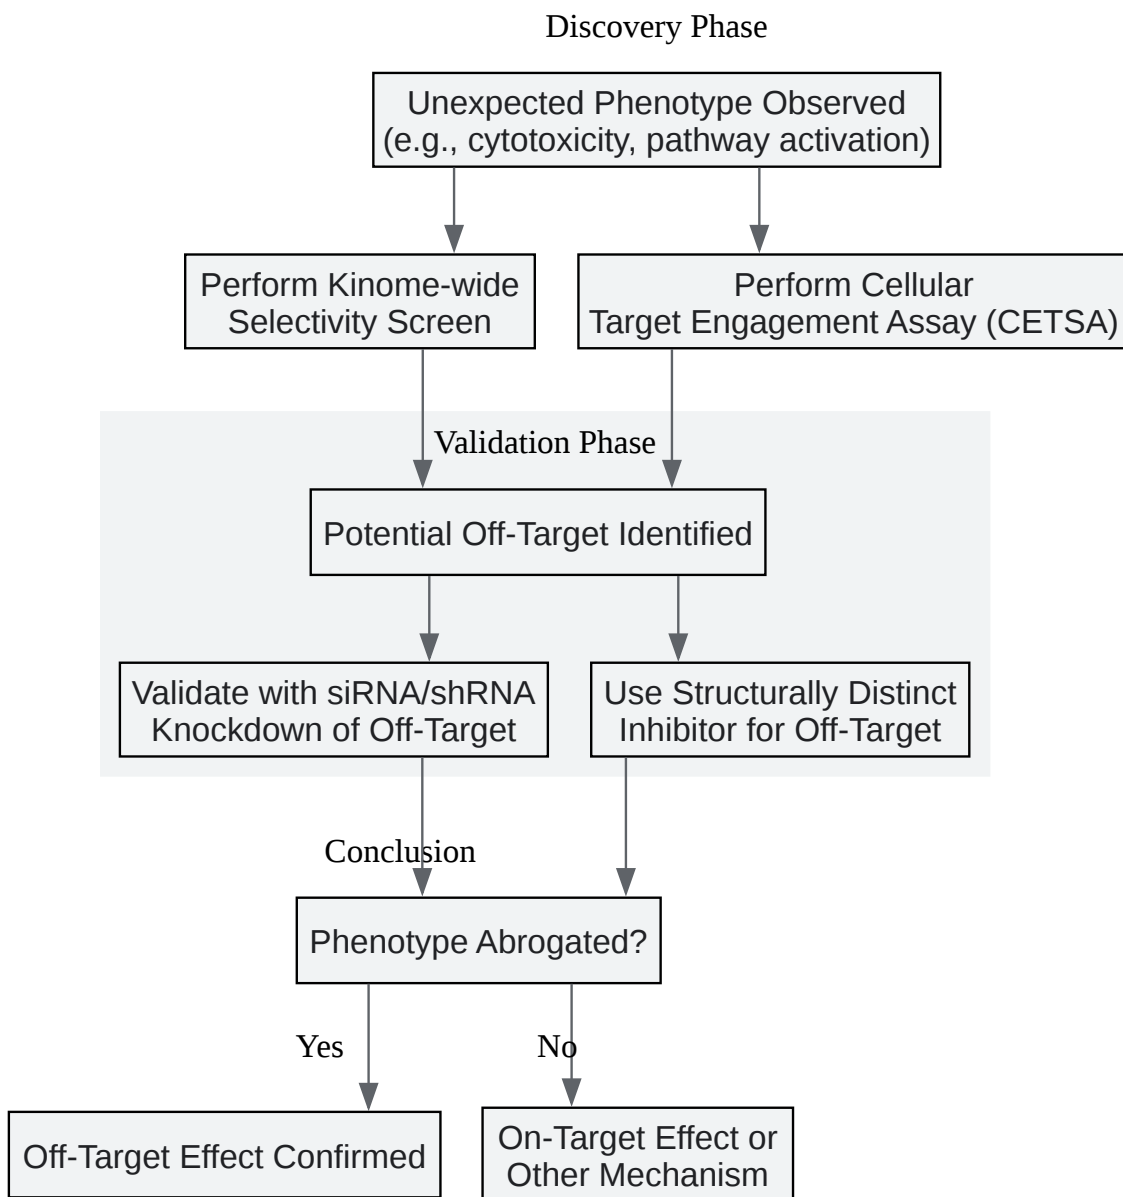 Discovery Phase
Unexpected Phenotype Observed
(e.g., cytotoxicity, pathway activation)
Perform Kinome-wide
Selectivity Screen
Perform Cellular
Target Engagement Assay (CETSA)
Validation Phase
Potential Off-Target Identified
Validate with siRNA/shRNA
Knockdown of Off-Target
Use Structurally Distinct
Inhibitor for Off-Target
Conclusion
Phenotype Abrogated?
Yes
No
Off-Target Effect Confirmed
On-Target Effect or
Other Mechanism